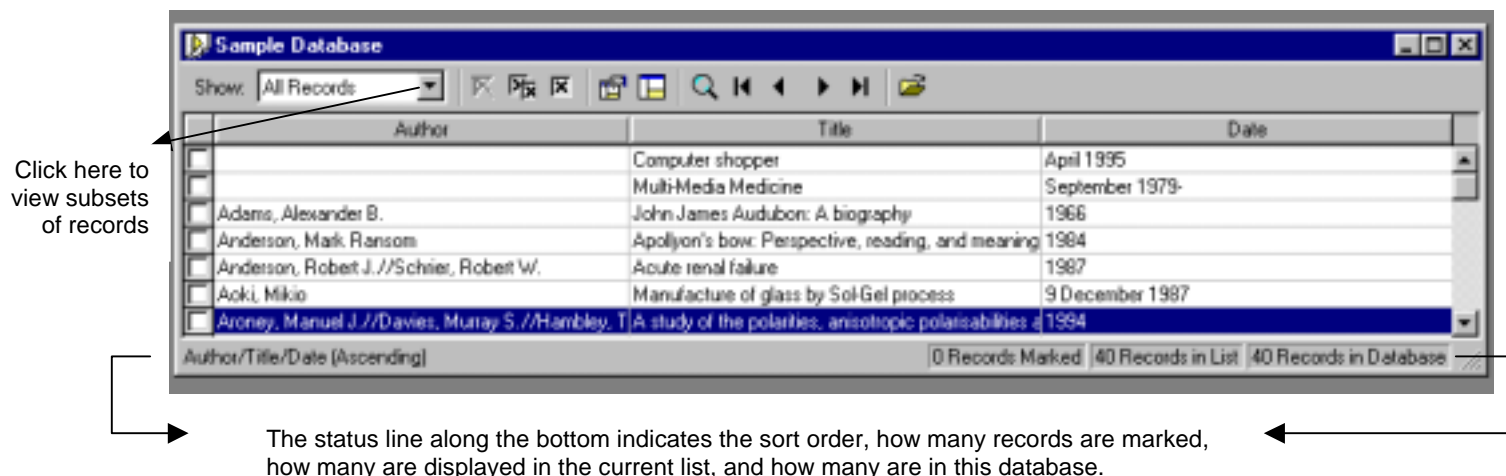 Sample Database
Show: All Records
Author Title Date
Computer shopper April 1995
Multi-Media Medicine September 1979-
Adams, Alexander B. John James Audubon: A biography 1966
Anderson, Mark Ransom Apollyon's bow: Perspective, reading, and meaning 1984
Anderson, Robert J.//Schrier, Robert W. Acute renal failure 1987
Aoki, Mikio Manufacture of glass by Sol-Gel process 9 December 1987
Aroney, Manuel J.//Davies, Murray S.//Hambley, T A study of the polarities, anisotropic polarisabilities a 1994
Author/Title/Date (Ascending) 0 Records Marked 40 Records in List 40 Records in Database
Click here to
view subsets
of records
The status line along the bottom indicates the sort order, how many records are marked,
how many are displayed in the current list, and how many are in this database.